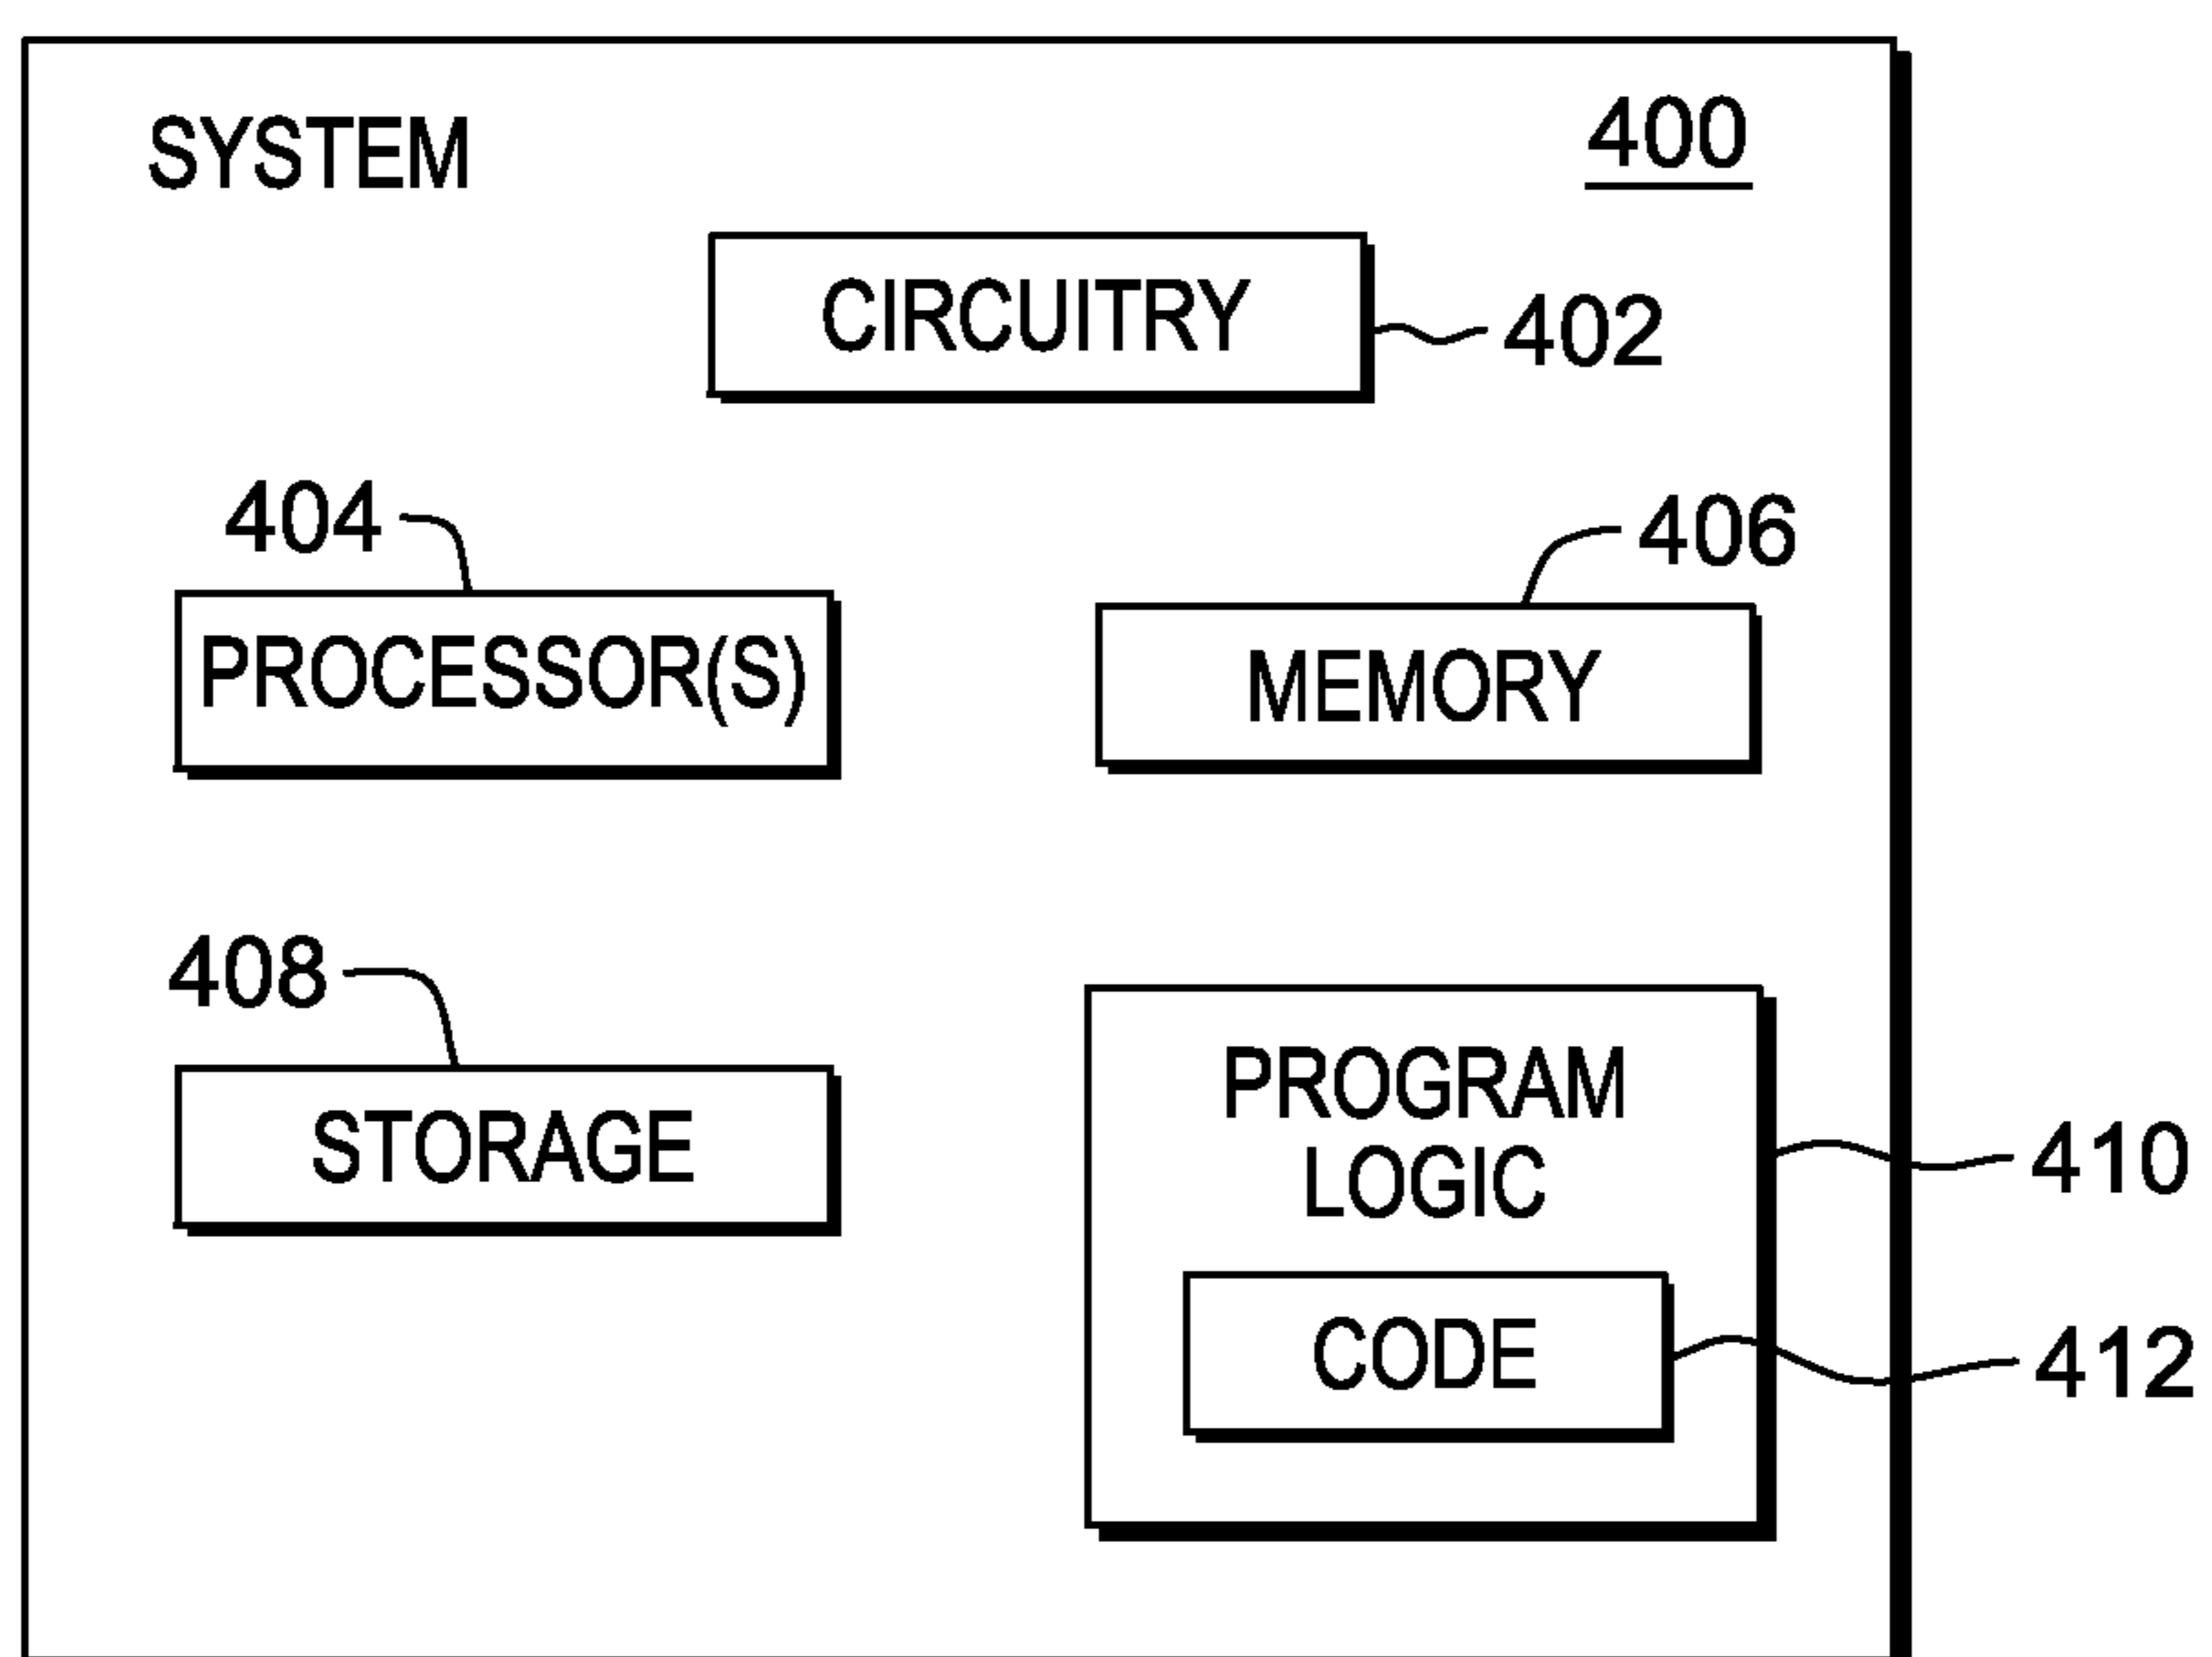 SYSTEM
400
CIRCUITRY
402
404
406
PROCESSOR(S)
MEMORY
408
STORAGE
PROGRAM
LOGIC
410
CODE
412